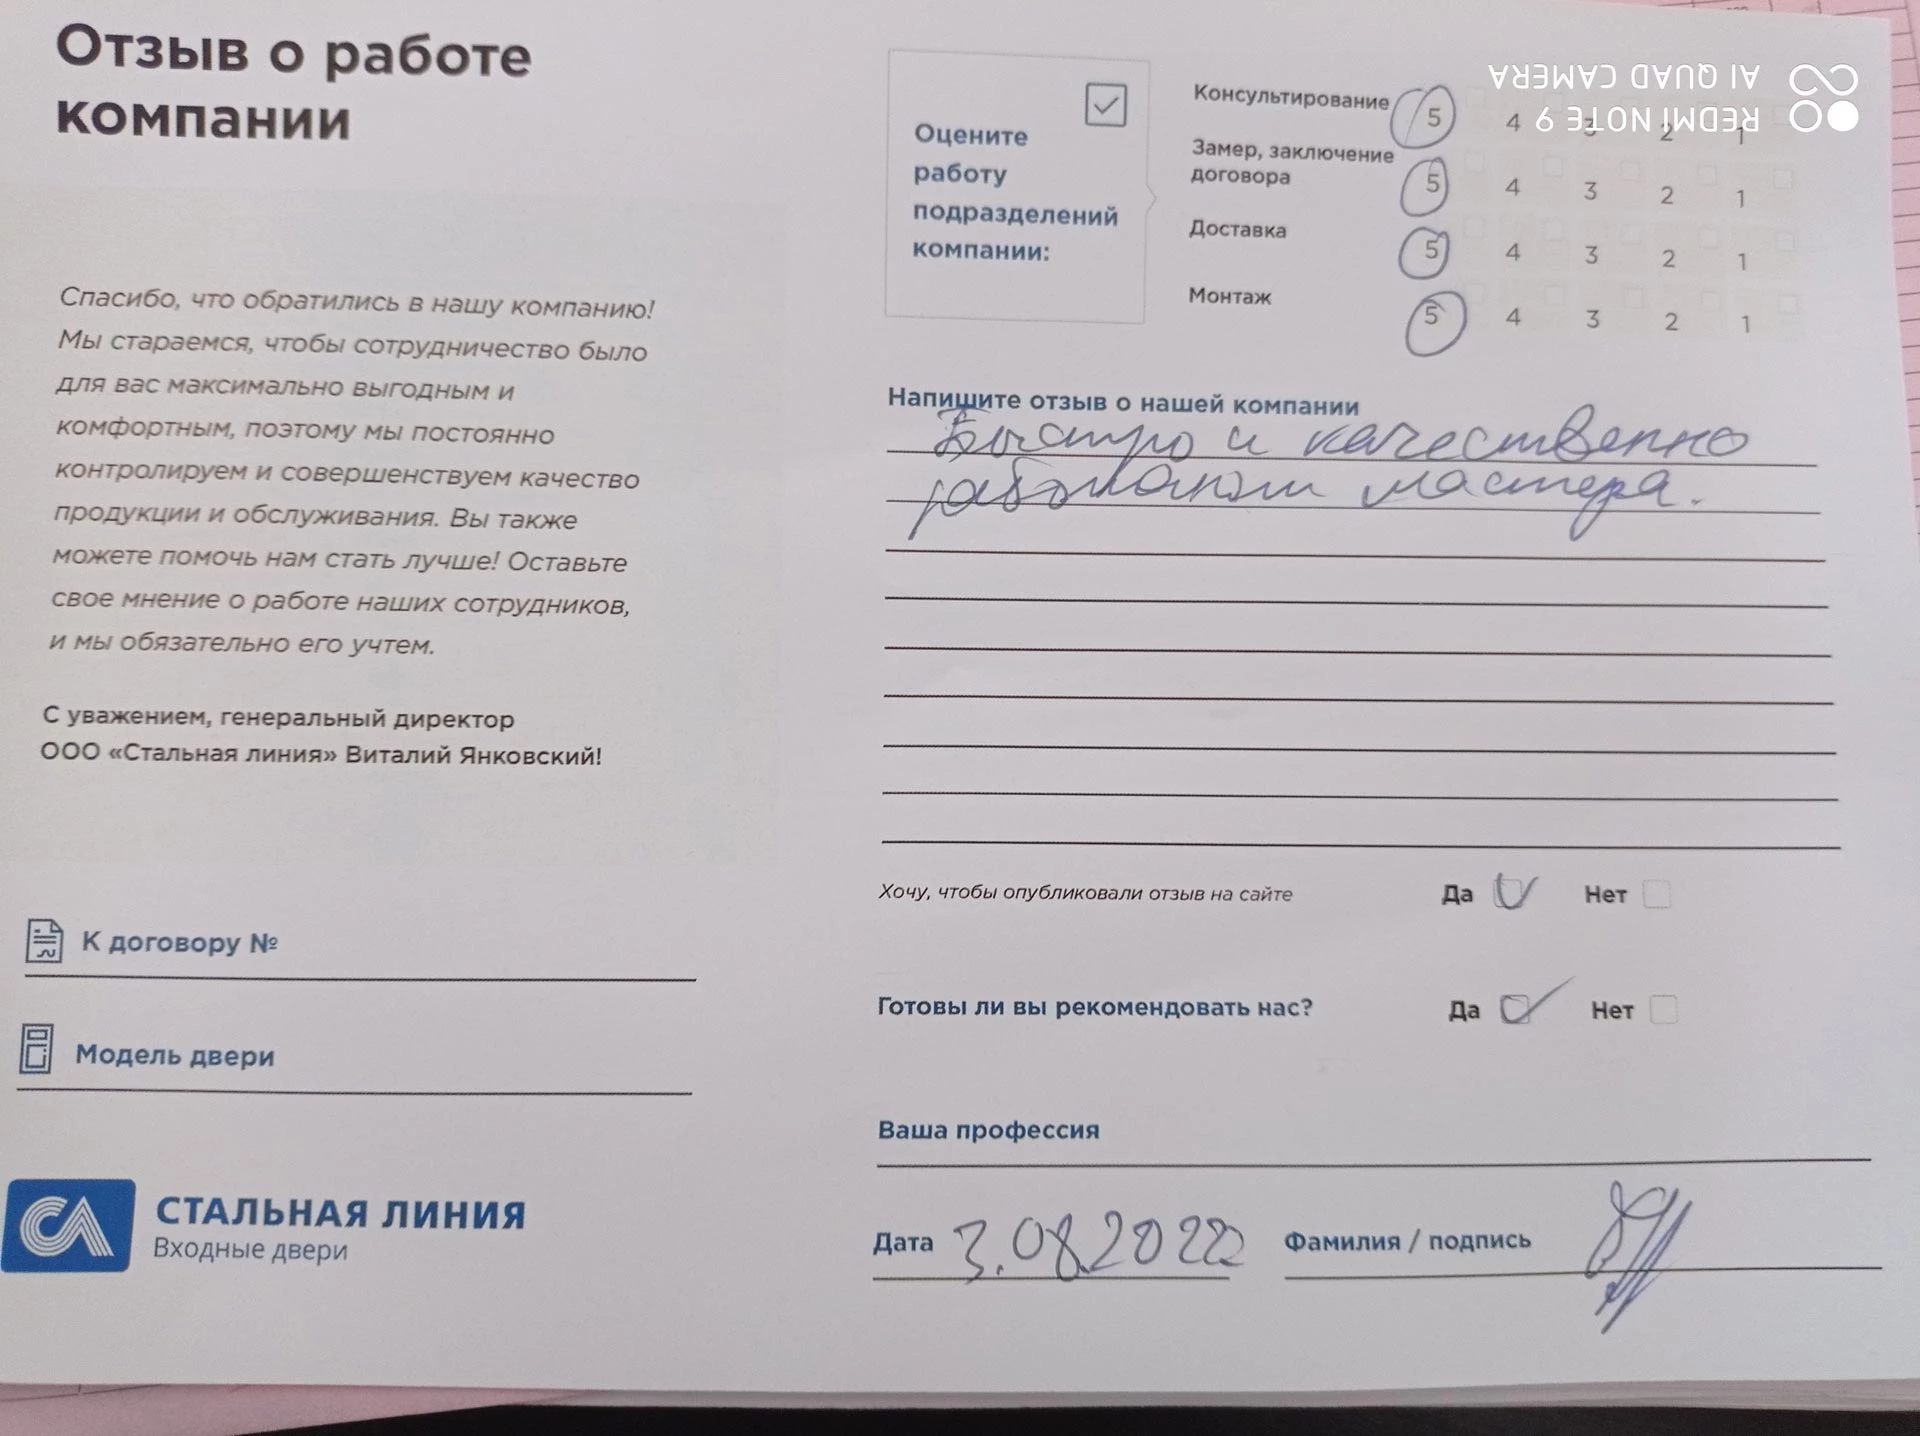 Отзыв о работе
компании
Спасибо, что обратились в нашу компанию!
Мы стараемся, чтобы сотрудничество было
для вас максимально выгодным и
комфортным, поэтому мы постоянно
контролируем и совершенствуем качество
продукции и обслуживания. Вы также
можете помочь нам стать лучше! Оставьте
свое мнение о работе наших сотрудников,
и мы обязательно его учтем.
С уважением, генеральный директор
ООО «Стальная линия» Виталий Янковский!
К договору №
Модель двери
СА
СТАЛЬНАЯ ЛИНИЯ
Входные двери
Оцените
работу
подразделений
компании:
Консультирование 5 4 3 2 1
Замер, заключение
договора 5 4 3 2 1
Доставка 5 4 3 2 1
Монтаж 5 4 3 2 1
Напишите отзыв о нашей компании
Быстро и качественно
работают мастера.
Хочу, чтобы опубликовали отзыв на сайте Да Нет
Готовы ли вы рекомендовать нас? Да Нет
Ваша профессия
Дата 3.08.2022 Фамилия / подпись
REDMI NOTE 9
AI QUAD CAMERA